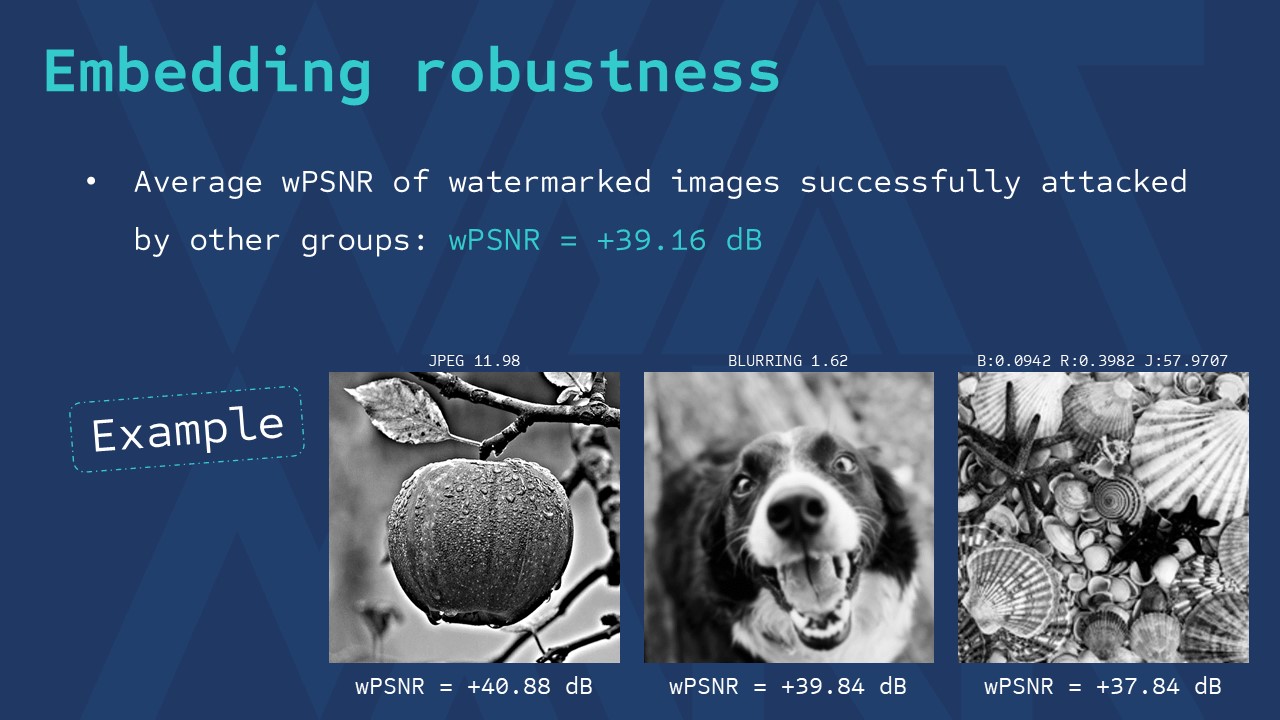 Embedding robustness
• Average wPSNR of watermarked images successfully attacked
by other groups: wPSNR = +39.16 dB
Example
JPEG 11.98
BLURRING 1.62
B:0.0942 R:0.3982 J:57.9707
wPSNR = +40.88 dB
wPSNR = +39.84 dB
wPSNR = +37.84 dB